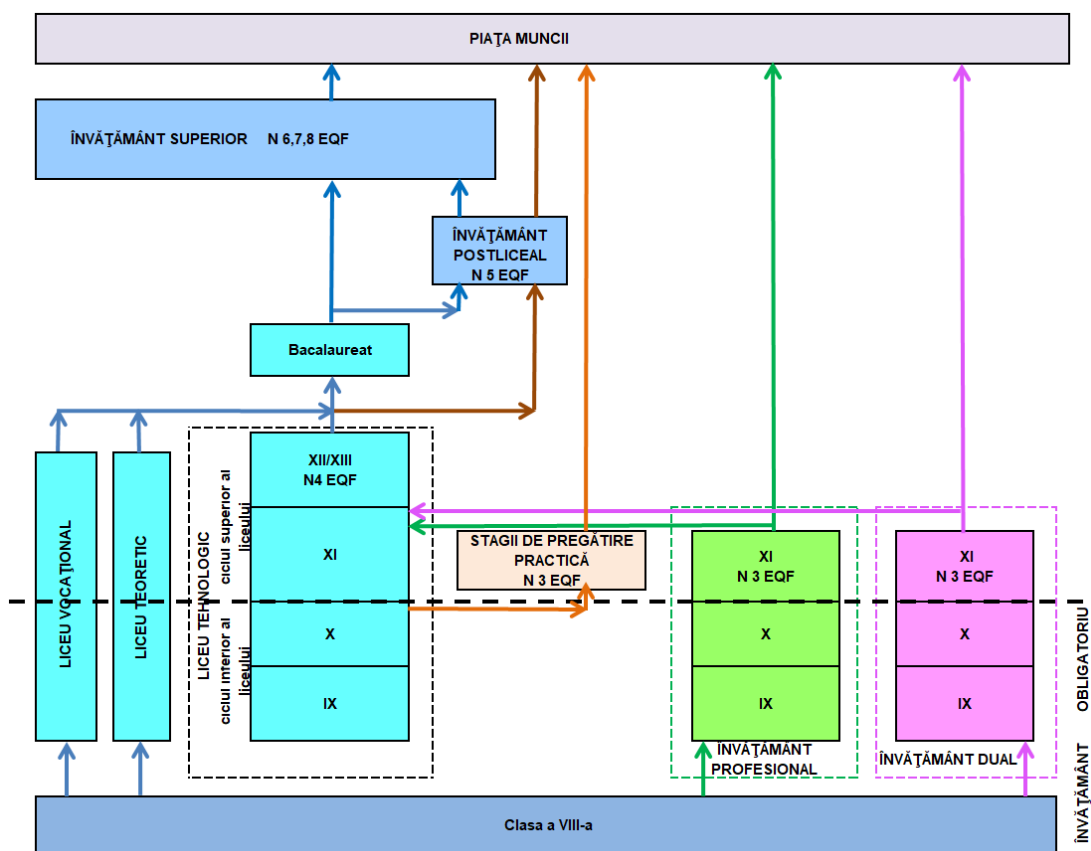 PIAŢA MUNCII
ÎNVĂŢĂMÂNT SUPERIOR N 6,7,8 EQF
ÎNVĂŢĂMÂNT
POSTLICEAL
N 5 EQF
Bacalaureat
LICEU VOCAŢIONAL
LICEU TEORETIC
LICEU TEHNOLOGIC
ciclul superior al
liceului
ciclul interior al
liceului
XII/XIII
N4 EQF
XI
X
IX
STAGII DE PREGĂTIRE
PRACTICĂ
N 3 EQF
XI
N 3 EQF
X
IX
ÎNVĂŢĂMÂNT
PROFESIONAL
XI
N 3 EQF
X
IX
ÎNVĂŢĂMÂNT DUAL
ÎNVĂŢĂMÂNT OBLIGATORIU
Clasa a VIII-a